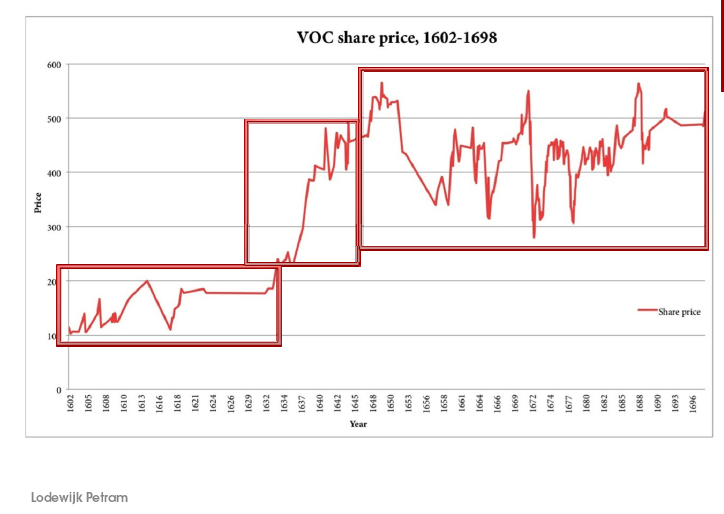 VOC share price, 1602-1698
600
500
400
300
20
10
0
Price
Share price
1602 1605 1608 1610 1613 1616 1618 1621 1624 1626 1629 1632 1634 1637 1640 1642 1645 1648 1650 1653 1656 1658 1661 1664 1666 1669 1672 1674 1677 1680 1682 1685 1688 1690 1693 1696
Year
Lodewijk Petram